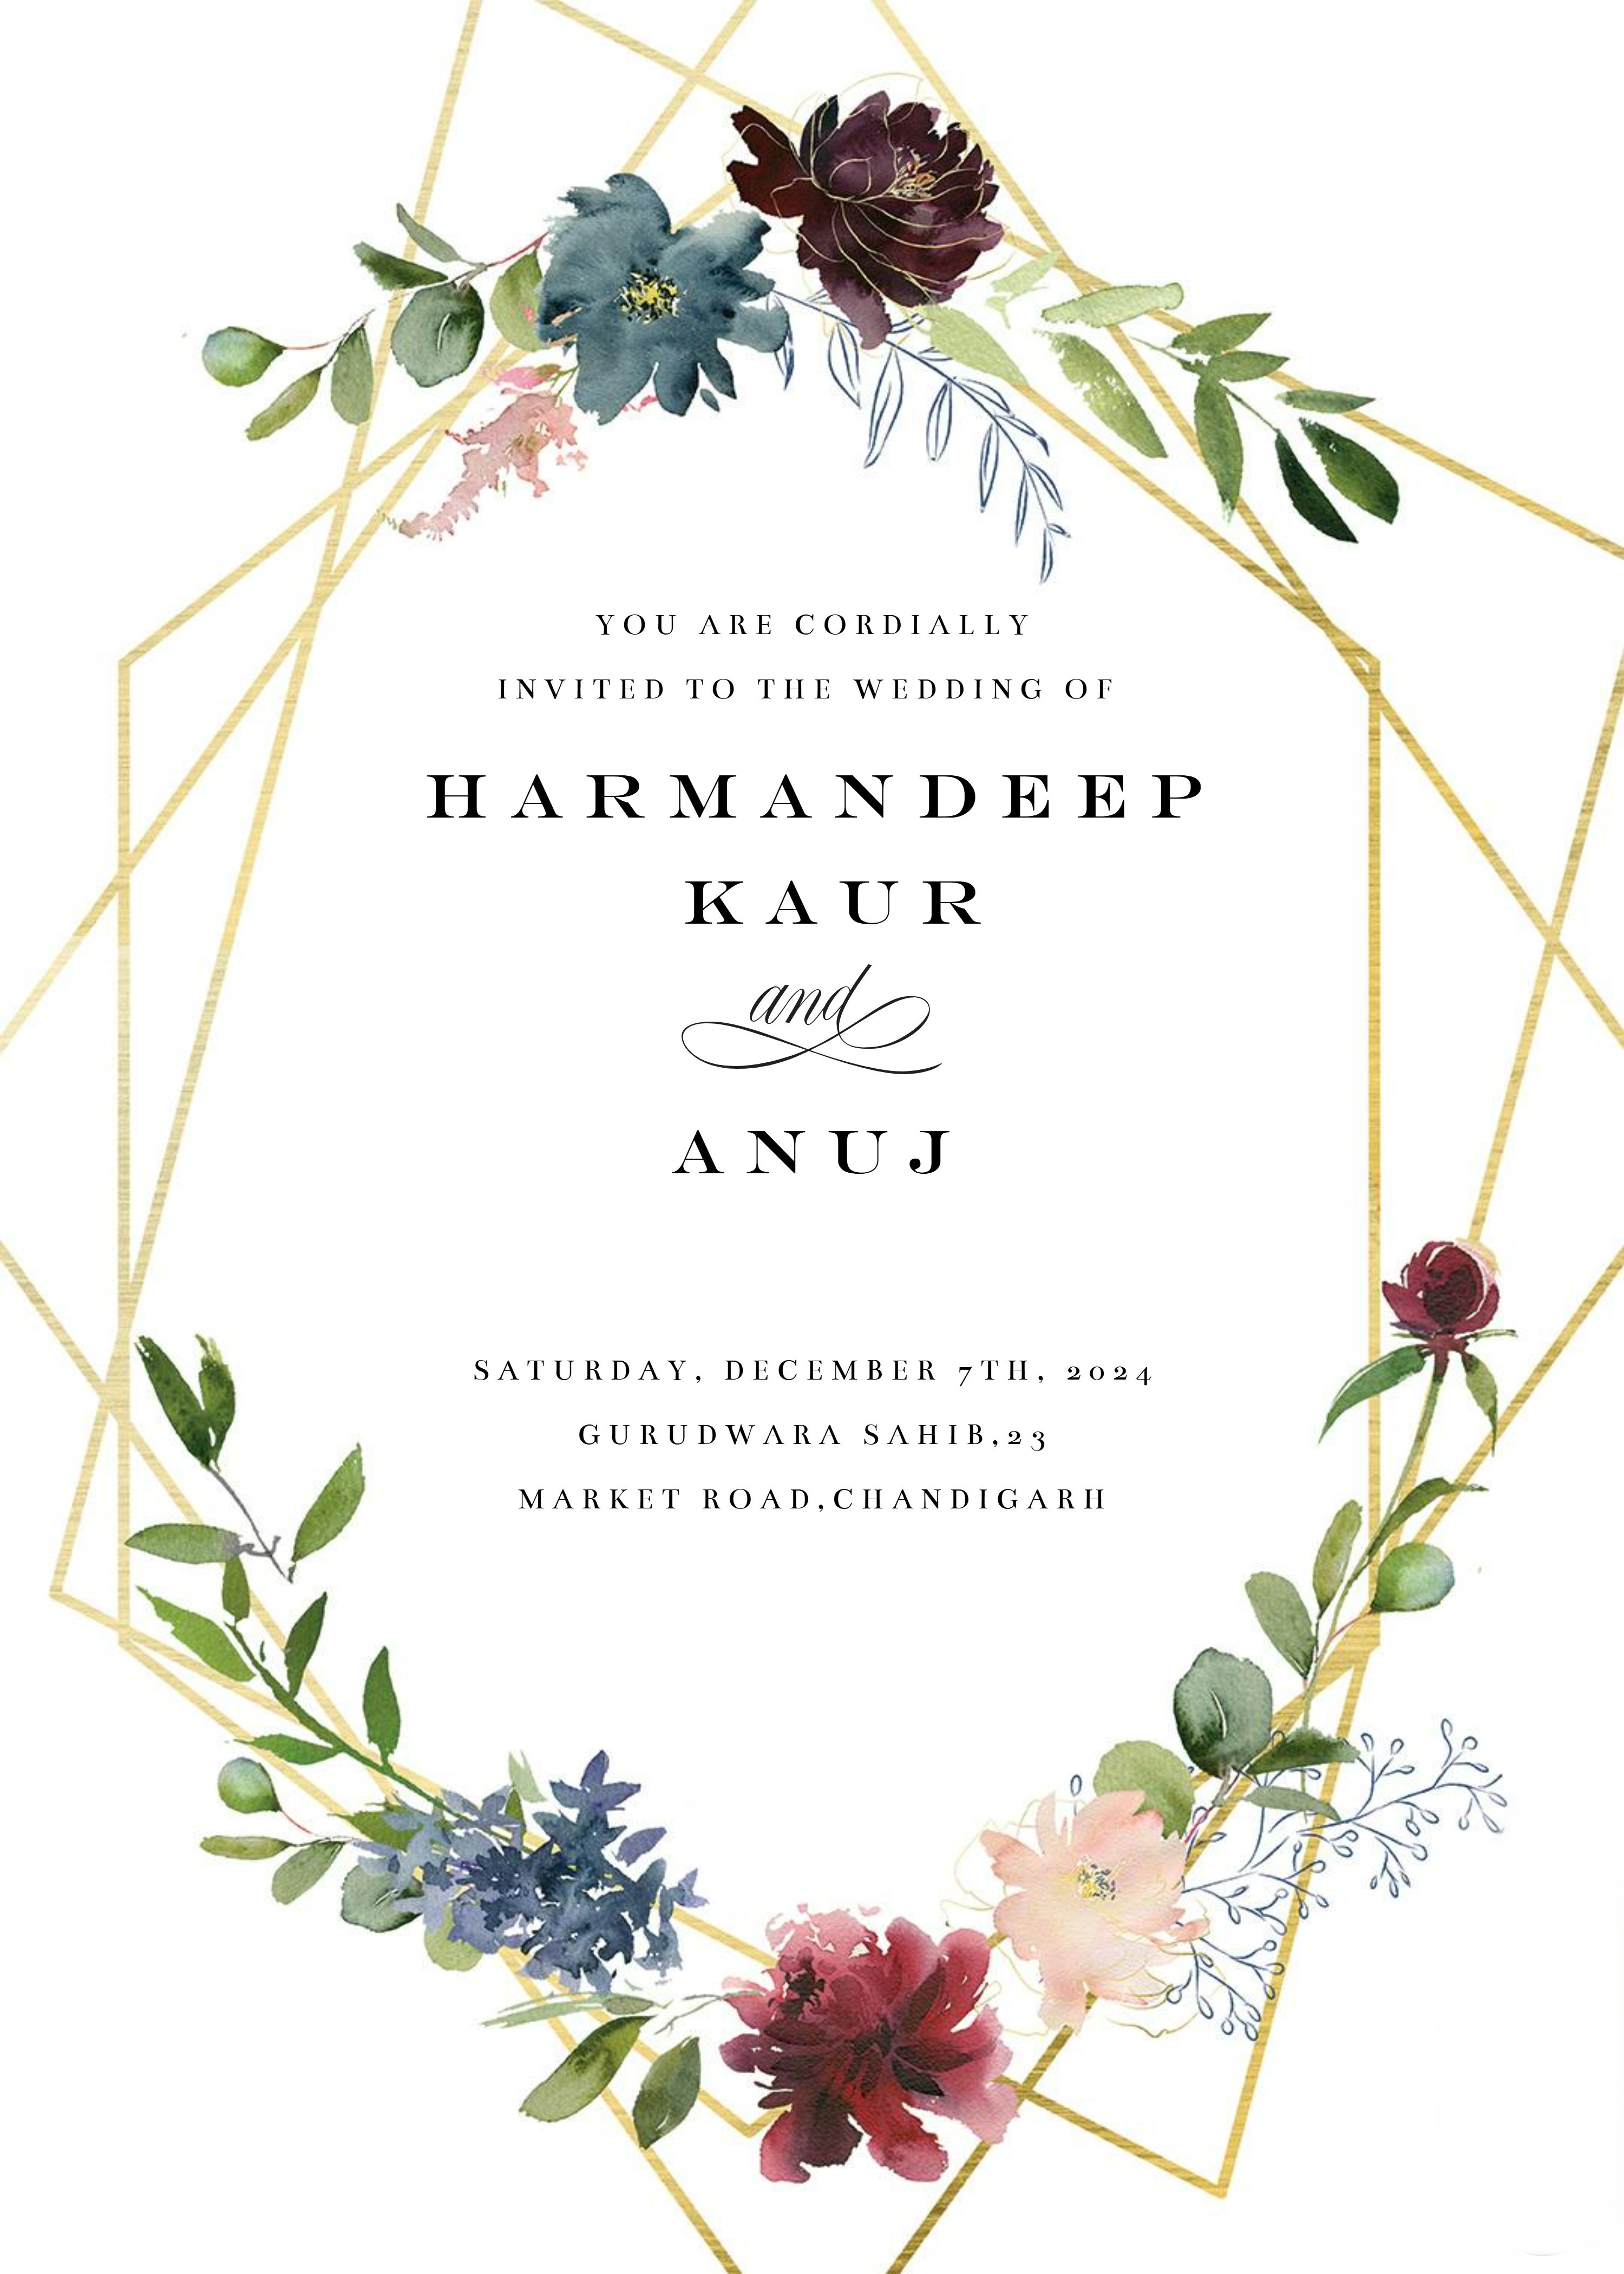 YOU ARE CORDIALLY
INVITED TO THE WEDDING OF
HARMANDEEP
KAUR
and
ANUJ
SATURDAY, DECEMBER 7TH, 2024
GURUDWARA SAHIB,23
MARKET ROAD,CHANDIGARH